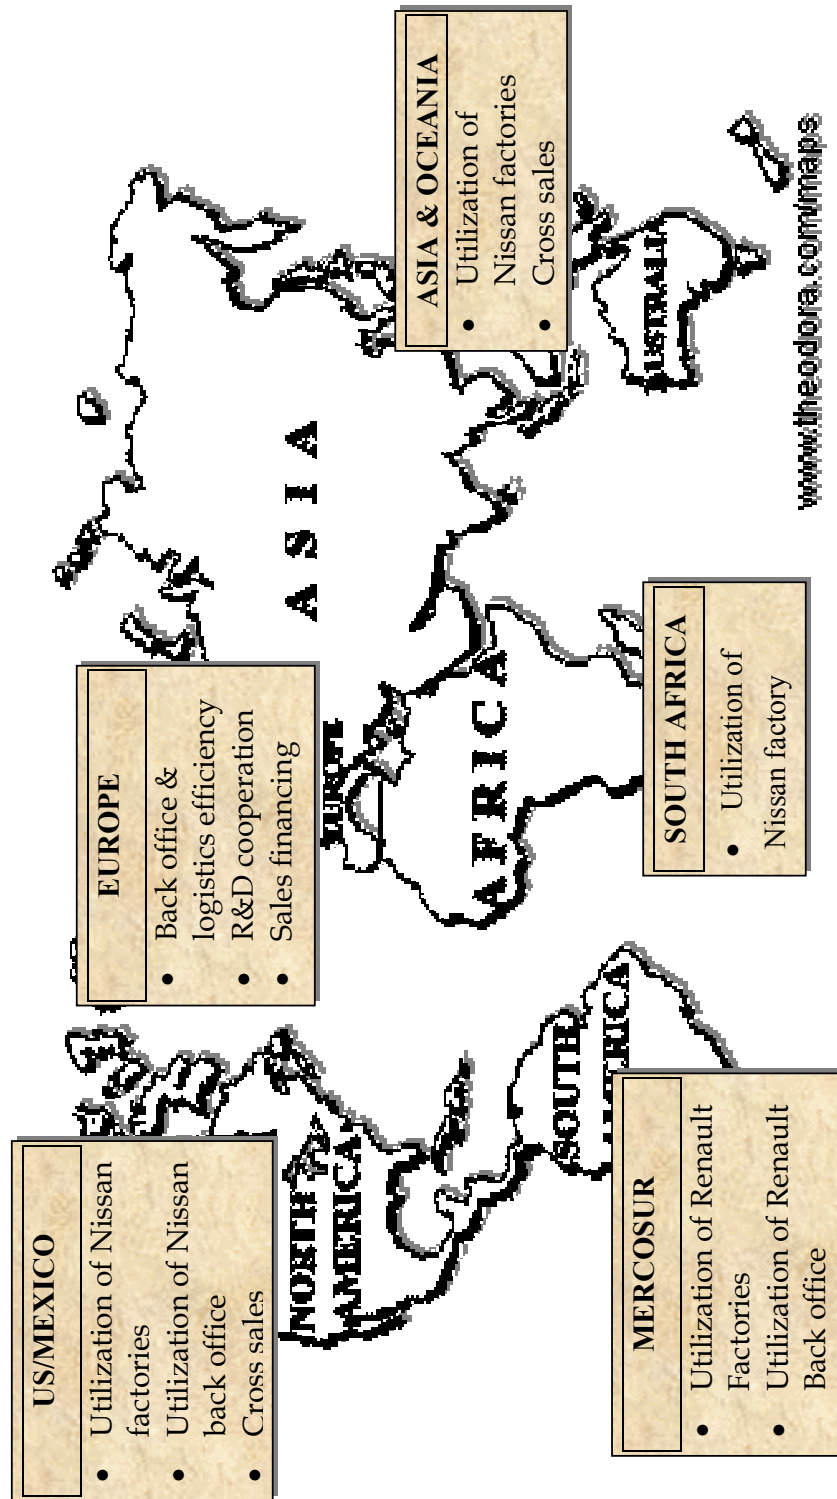 US/MEXICO
• Utilization of Nissan
factories
• Utilization of Nissan
back office
• Cross sales
EUROPE
• Back office &
logistics efficiency
• R&D cooperation
• Sales financing
ASIA & OCEANIA
• Utilization of
Nissan factories
• Cross sales
MERCOSUR
• Utilization of Renault
Factories
• Utilization of Renault
Back office
SOUTH AFRICA
• Utilization of
Nissan factory
NORTH
AMERICA
SOUTH
EUROPE
AFRICA
ASIA
www.theodora.com/maps